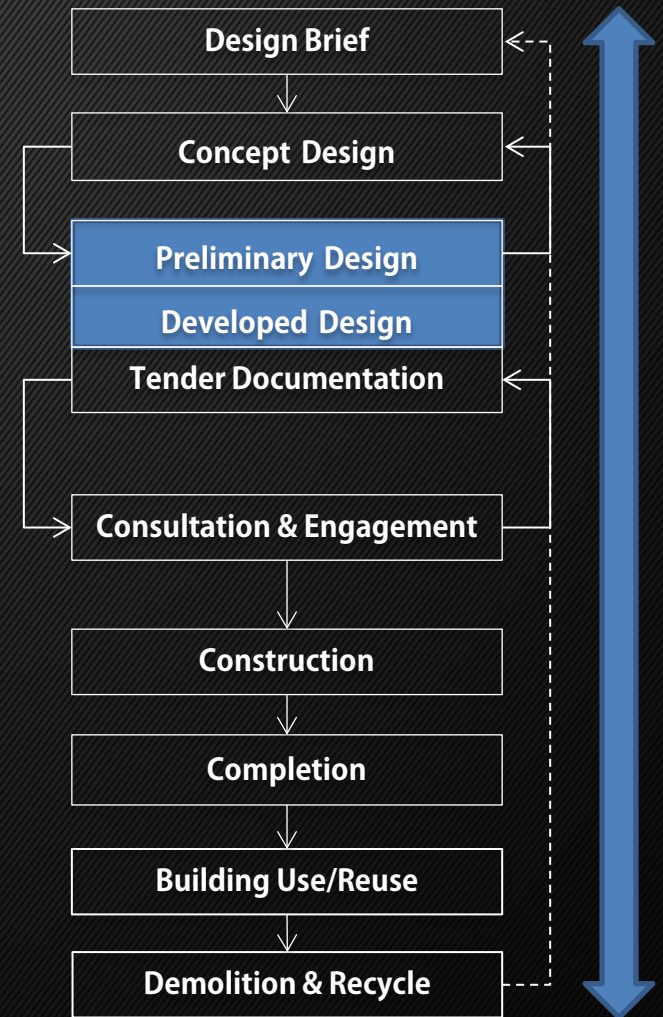 Design Brief
Concept Design
Preliminary Design
Developed Design
Tender Documentation
Consultation & Engagement
Construction
Completion
Building Use/Reuse
Demolition & Recycle